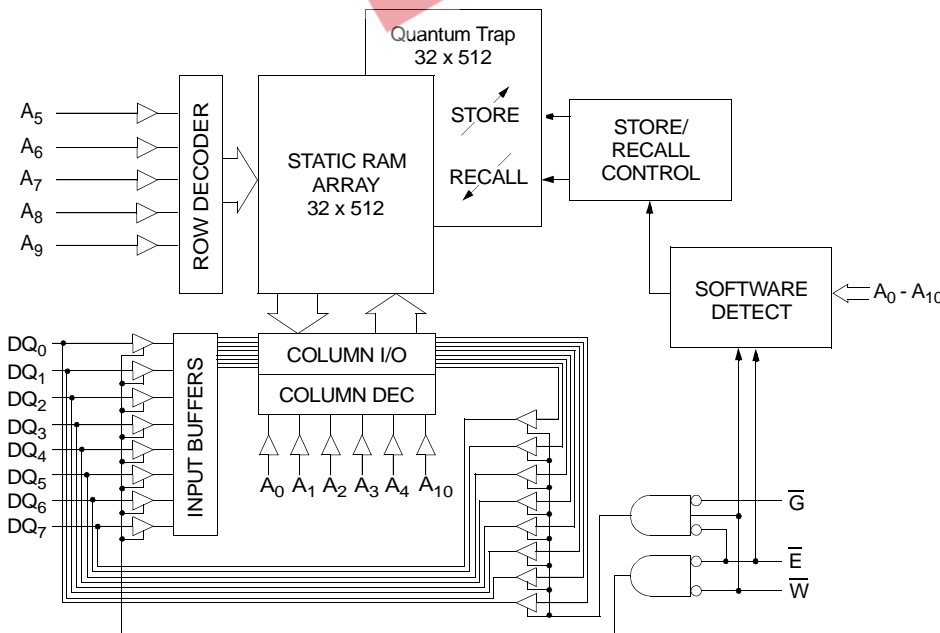 Quantum Trap
32 x 512
STORE
RECALL
A5
A6
A7
A8
A9
ROW DECODER
STATIC RAM
ARRAY
32 x 512
STORE/
RECALL
CONTROL
SOFTWARE
DETECT
A0 - A10
DQ0
DQ1
DQ2
DQ3
DQ4
DQ5
DQ6
DQ7
INPUT BUFFERS
COLUMN I/O
COLUMN DEC
A0 A1 A2 A3 A4 A10
G̅
E̅
W̅